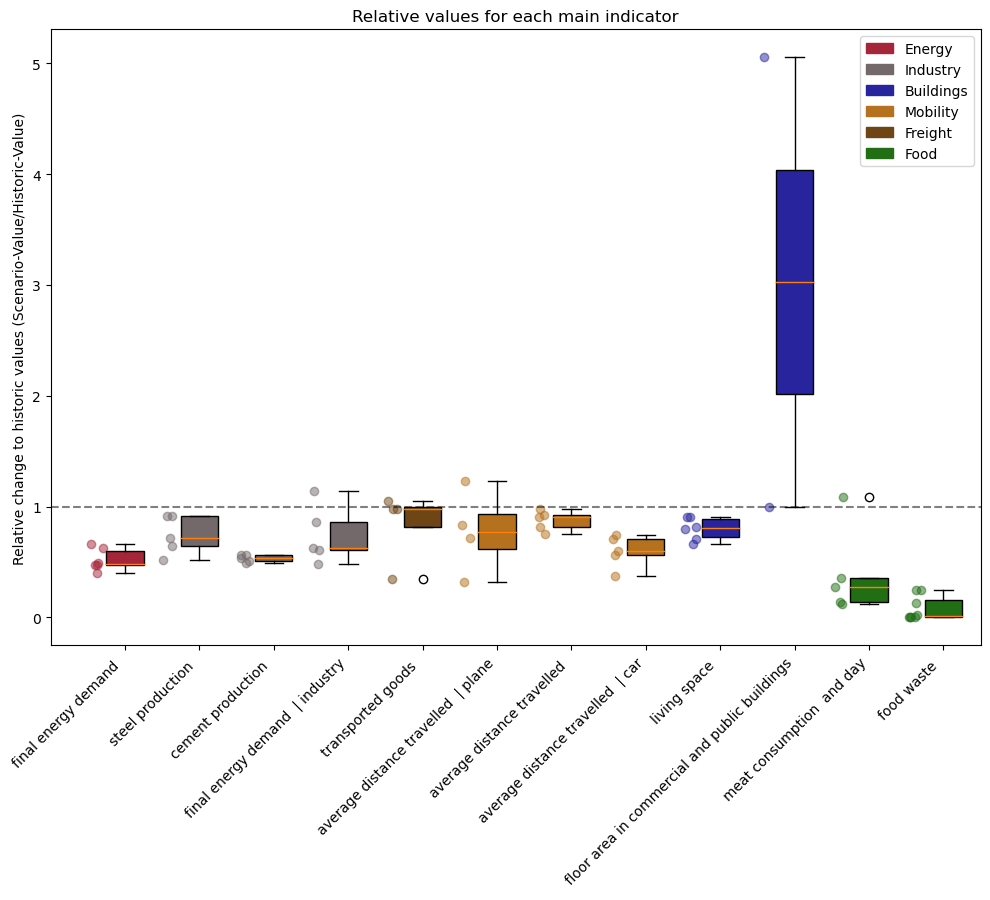 Relative values for each main indicator
Relative change to historic values (Scenario-Value/Historic-Value)
5
4
3
2
1
0
Energy
Industry
Buildings
Mobility
Freight
Food
final energy demand
steel production
cement production
final energy demand | industry
transported goods
average distance travelled | plane
average distance travelled
average distance travelled | car
living space
floor area in commercial and public buildings
meat consumption and day
food waste